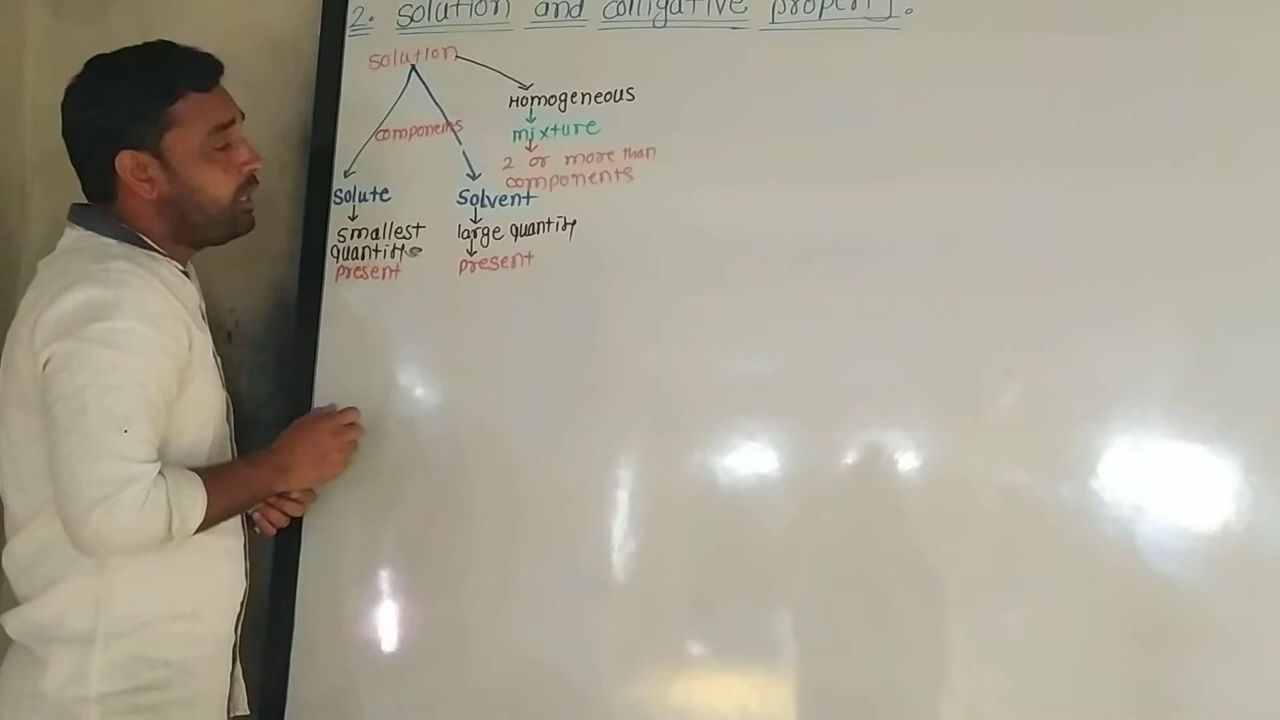 2. solution and colligative property.
solution
Homogeneous
mixture
2 or more than
components
components
Solute
smallest
quantity
present
Solvent
large quantity
present